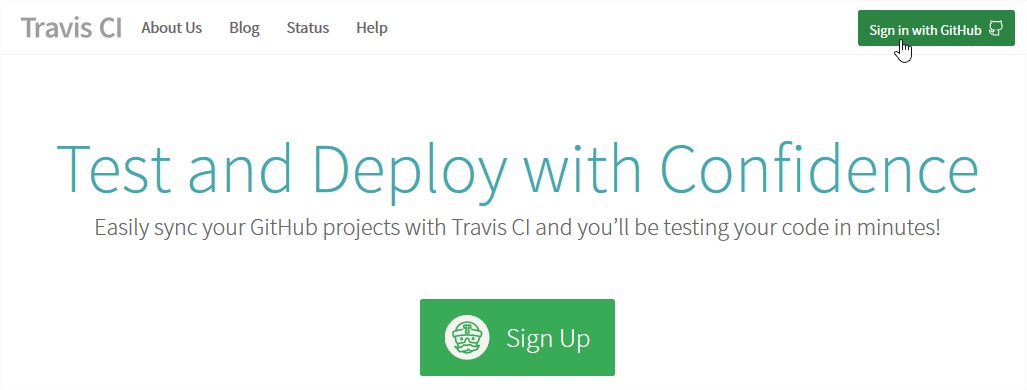 Travis CI About Us Blog Status Help Sign in with GitHub
Test and Deploy with Confidence
Easily sync your GitHub projects with Travis CI and you’ll be testing your code in minutes!
Sign Up